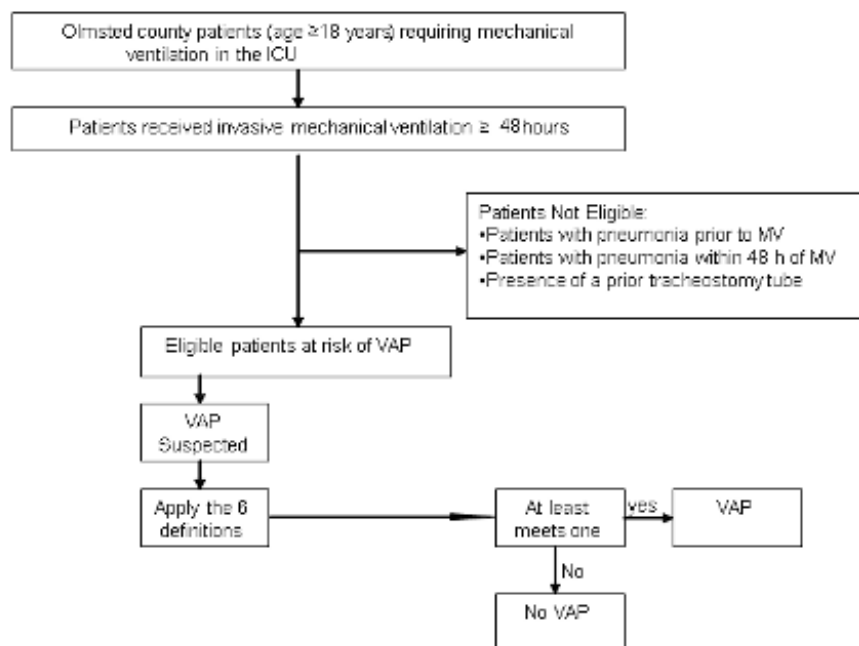 Olmsted county patients (age ≥18 years) requiring mechanical
ventilation in the ICU
Patients received invasive mechanical ventilation ≥ 48 hours
Patients Not Eligible:
•Patients with pneumonia prior to MV
•Patients with pneumonia within 48 h of MV
•Presence of a prior tracheostomy tube
Eligible patients at risk of VAP
VAP
Suspected
Apply the 6
definitions
At least
meets one
yes
VAP
No
No VAP